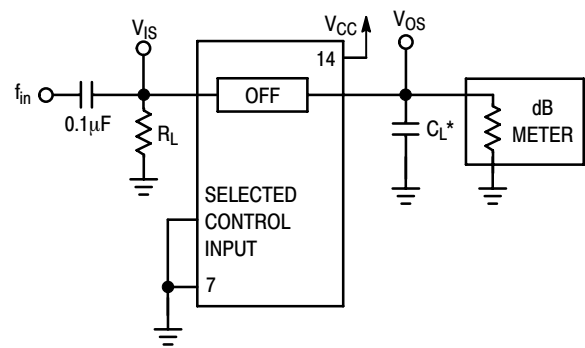 V_IS
V_CC
V_OS
14
f_in
0.1µF
R_L
OFF
C_L*
dB
METER
SELECTED
CONTROL
INPUT
7